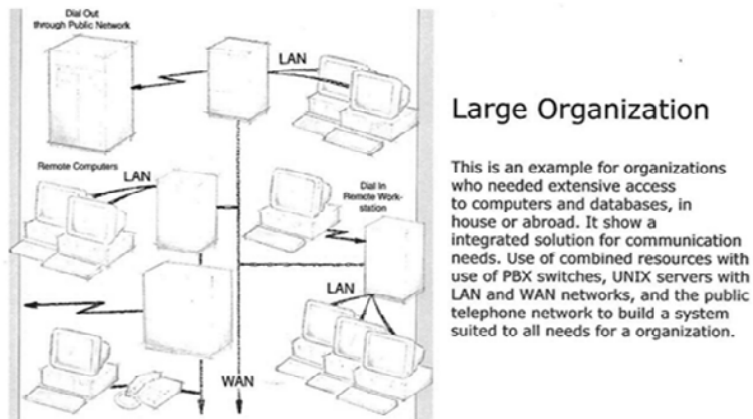 Dial Out
through Public Network
LAN
Large Organization
Remote Computers
LAN
Dial In
Remote Work-
station
This is an example for organizations
who needed extensive access
to computers and databases, in
house or abroad. It show a
integrated solution for communication
needs. Use of combined resources with
use of PBX switches, UNIX servers with
LAN and WAN networks, and the public
telephone network to build a system
suited to all needs for a organization.
LAN
WAN